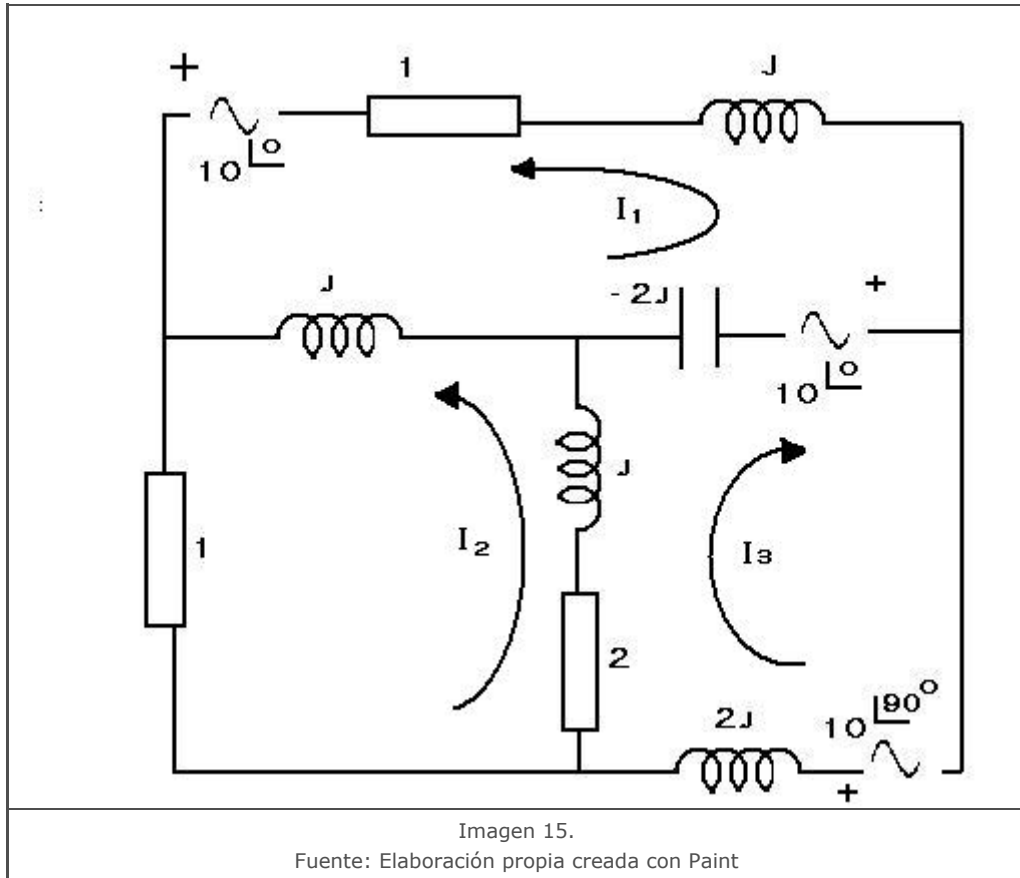 +
1
J
10 0
I1
:
J
-2J
+
10 0
1
I2
J
I3
2
2J
10 90°
+
Imagen 15.
Fuente: Elaboración propia creada con Paint